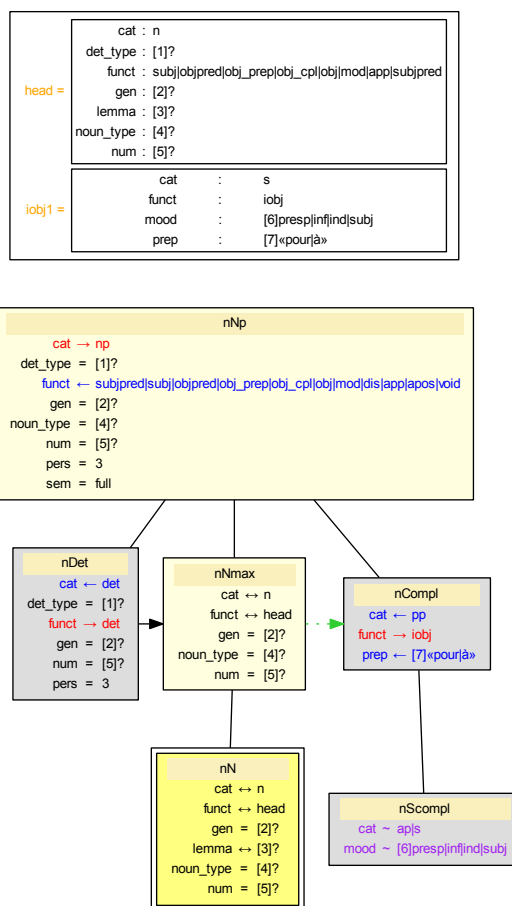 head =
cat : n
det_type : [1]?
funct : subj|objpred|obj_prep|obj_cpl|obj|mod|app|subjpred
gen : [2]?
lemma : [3]?
noun_type : [4]?
num : [5]?
iobj1 =
cat : s
funct : iobj
mood : [6]presp|inf|ind|subj
prep : [7]«pour|à»
nNp
cat → np
det_type = [1]?
funct ← subjpred|subj|objpred|obj_prep|obj_cpl|obj|mod|dis|app|apos|void
gen = [2]?
noun_type = [4]?
num = [5]?
pers = 3
sem = full
nDet
cat ← det
det_type = [1]?
funct → det
gen = [2]?
num = [5]?
pers = 3
nNmax
cat ↔ n
funct ↔ head
gen = [2]?
noun_type = [4]?
num = [5]?
nCompl
cat ← pp
funct → iobj
prep ← [7]«pour|à»
nN
cat ↔ n
funct ↔ head
gen = [2]?
lemma ↔ [3]?
noun_type = [4]?
num = [5]?
nScompl
cat ~ ap|s
mood ~ [6]presp|inf|ind|subj